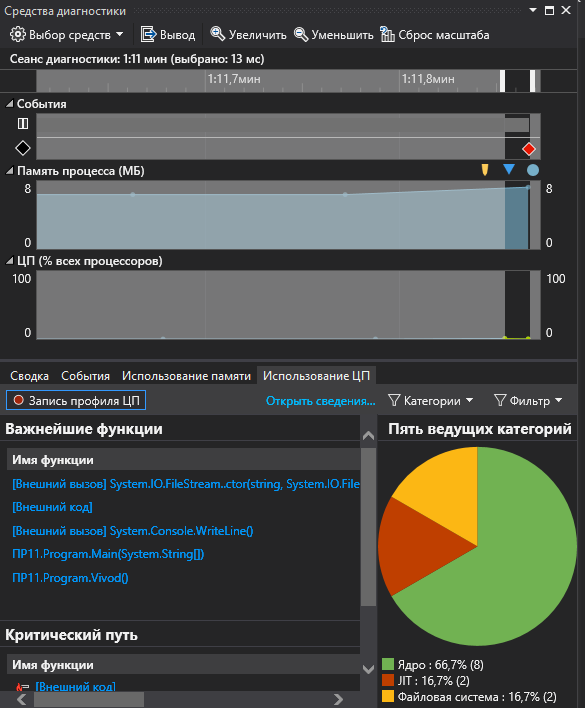 Средства диагностики
Выбор средств Вывод Увеличить Уменьшить Сброс масштаба
Сеанс диагностики: 1:11 мин (выбрано: 13 мс)
1:11,7мин 1:11,8мин
События
Память процесса (МБ)
8 8
0 0
ЦП (% всех процессоров)
100 100
0 0
Сводка События Использование памяти Использование ЦП
Запись профиля ЦП Открыть сведения... Категории Фильтр
Важнейшие функции
Имя функции
[Внешний вызов] System.IO.FileStream..ctor(string, System.IO.File
[Внешний код]
[Внешний вызов] System.Console.WriteLine()
ПР11.Program.Main(System.String[])
ПР11.Program.Vivod()
Критический путь
Имя функции
[Внешний код]
Пять ведущих категорий
Ядро : 66,7% (8)
JIT : 16,7% (2)
Файловая система : 16,7% (2)